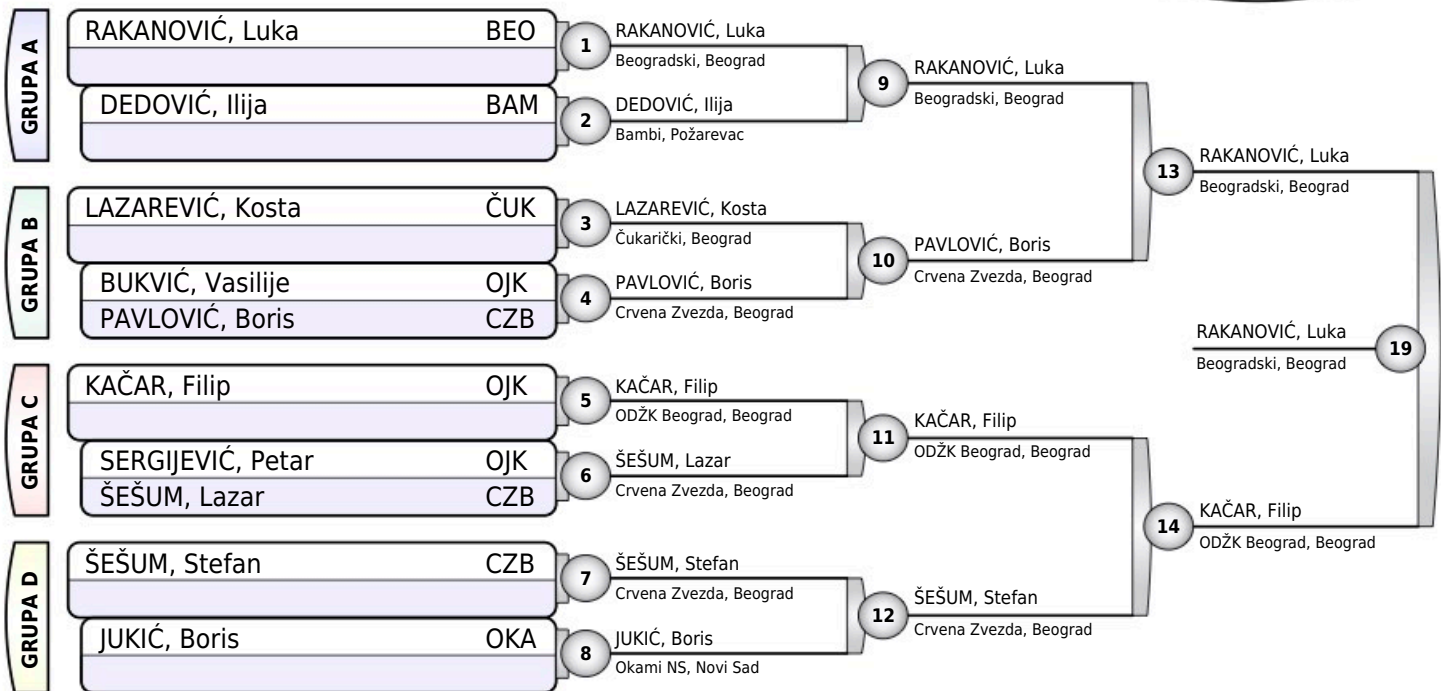 GRUPA A
RAKANOVIĆ, Luka BEO
DEDOVIĆ, Ilija BAM
GRUPA B
LAZAREVIĆ, Kosta ČUK
BUKVIĆ, Vasilije OJK
PAVLOVIĆ, Boris CZB
GRUPA C
KAČAR, Filip OJK
SERGIJEVIĆ, Petar OJK
ŠEŠUM, Lazar CZB
GRUPA D
ŠEŠUM, Stefan CZB
JUKIĆ, Boris OKA
1 RAKANOVIĆ, Luka
Beogradski, Beograd
2 DEDOVIĆ, Ilija
Bambi, Požarevac
3 LAZAREVIĆ, Kosta
Čukarički, Beograd
4 PAVLOVIĆ, Boris
Crvena Zvezda, Beograd
5 KAČAR, Filip
ODŽK Beograd, Beograd
6 ŠEŠUM, Lazar
Crvena Zvezda, Beograd
7 ŠEŠUM, Stefan
Crvena Zvezda, Beograd
8 JUKIĆ, Boris
Okami NS, Novi Sad
9 RAKANOVIĆ, Luka
Beogradski, Beograd
10 PAVLOVIĆ, Boris
Crvena Zvezda, Beograd
11 KAČAR, Filip
ODŽK Beograd, Beograd
12 ŠEŠUM, Stefan
Crvena Zvezda, Beograd
13 RAKANOVIĆ, Luka
Beogradski, Beograd
14 KAČAR, Filip
ODŽK Beograd, Beograd
RAKANOVIĆ, Luka 19
Beogradski, Beograd